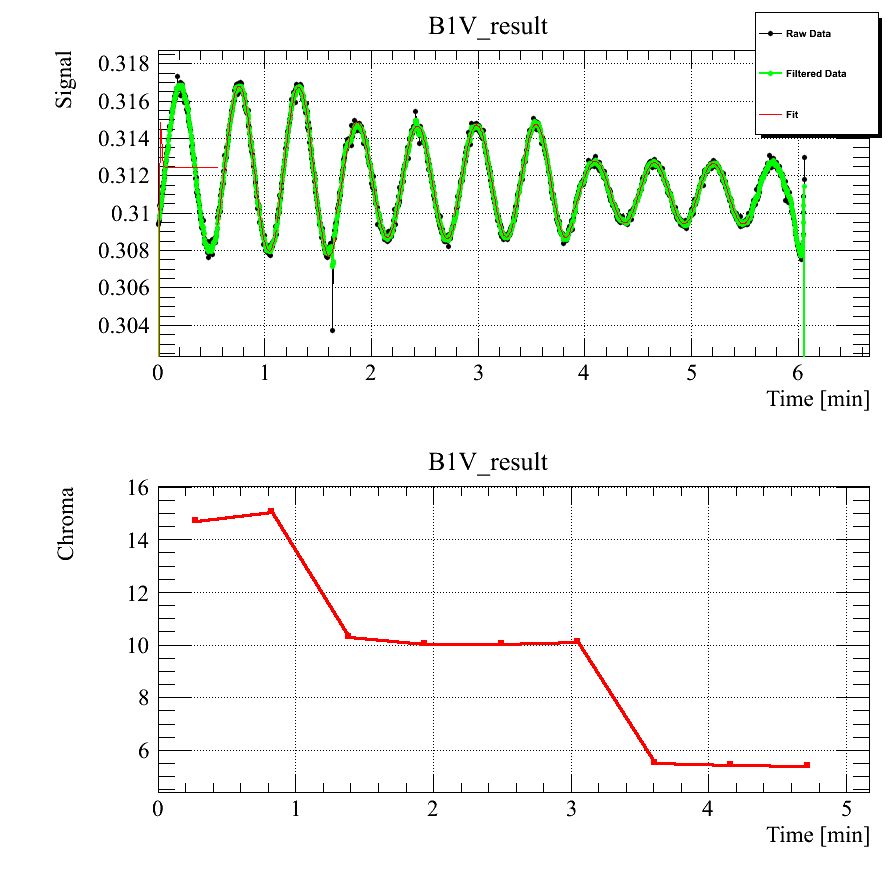 B1V_result
Signal
Raw Data
Filtered Data
Fit
0.318
0.316
0.314
0.312
0.31
0.308
0.306
0.304
0 1 2 3 4 5 6
Time [min]
B1V_result
Chroma
16
14
12
10
8
6
0 1 2 3 4 5
Time [min]